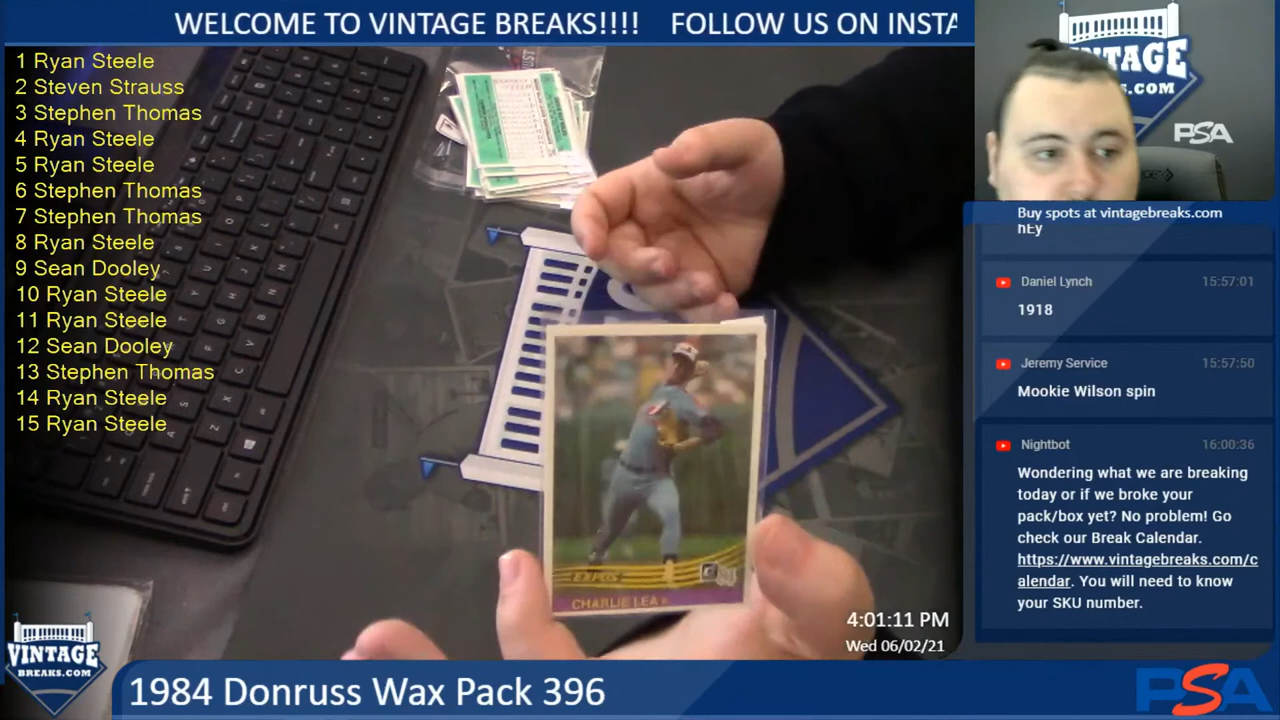 WELCOME TO VINTAGE BREAKS!!!! FOLLOW US ON INSTA
1 Ryan Steele
2 Steven Strauss
3 Stephen Thomas
4 Ryan Steele
5 Ryan Steele
6 Stephen Thomas
7 Stephen Thomas
8 Ryan Steele
9 Sean Dooley
10 Ryan Steele
11 Ryan Steele
12 Sean Dooley
13 Stephen Thomas
14 Ryan Steele
15 Ryan Steele
PSA
Buy spots at vintagebreaks.com
hEy
Daniel Lynch 15:57:01
1918
Jeremy Service 15:57:50
Mookie Wilson spin
Nightbot 16:00:36
Wondering what we are breaking
today or if we broke your
pack/box yet? No problem! Go
check our Break Calendar.
https://www.vintagebreaks.com/c
alendar. You will need to know
your SKU number.
EXPOS
CHARLIE LEA P
4:01:11 PM
Wed 06/02/21
VINTAGE
BREAKS.COM
1984 Donruss Wax Pack 396
PSA